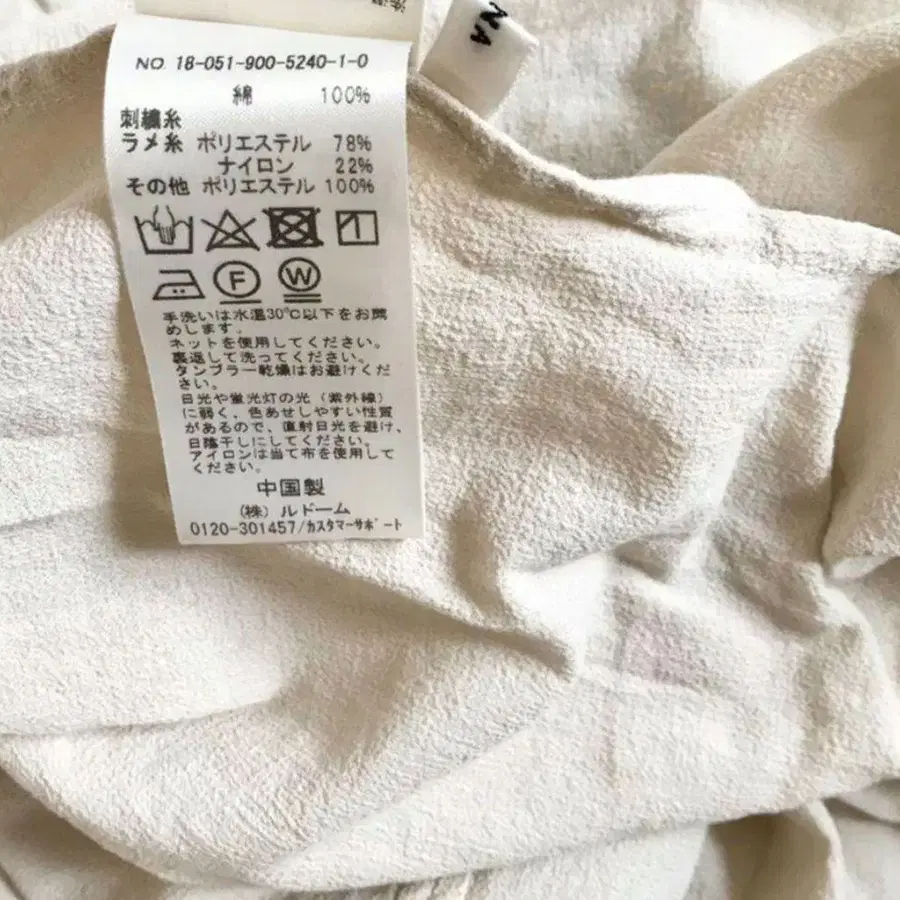 NO. 18-051-900-5240-1-0
綿 100%
刺繍糸
ラメ糸 ポリエステル 78%
ナイロン 22%
その他 ポリエステル 100%
F W
手洗いは水温30℃以下をお薦
めします。
ネットを使用してください。
裏返して洗ってください。
タンブラー乾燥はお避けくだ
さい。
日光や蛍光灯の光(紫外線)
に弱く、色あせしやすい性質
があるので、直射日光を避け、
日陰干しにしてください。
アイロンは当て布を使用して
ください。
中国製
(株)ルドーム
0120-301457/カスタマーサポート
NA